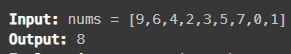 Input: nums = [9,6,4,2,3,5,7,0,1]
Output: 8